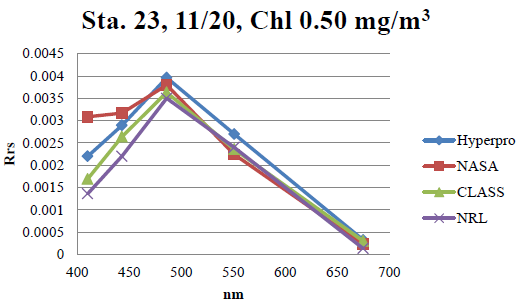 Sta. 23, 11/20, Chl 0.50 mg/m³
0.0045
0.004
0.0035
0.003
0.0025
0.002
0.0015
0.001
0.0005
0
Rrs
400 450 500 550 600 650 700
nm
Hyperpro
NASA
CLASS
NRL